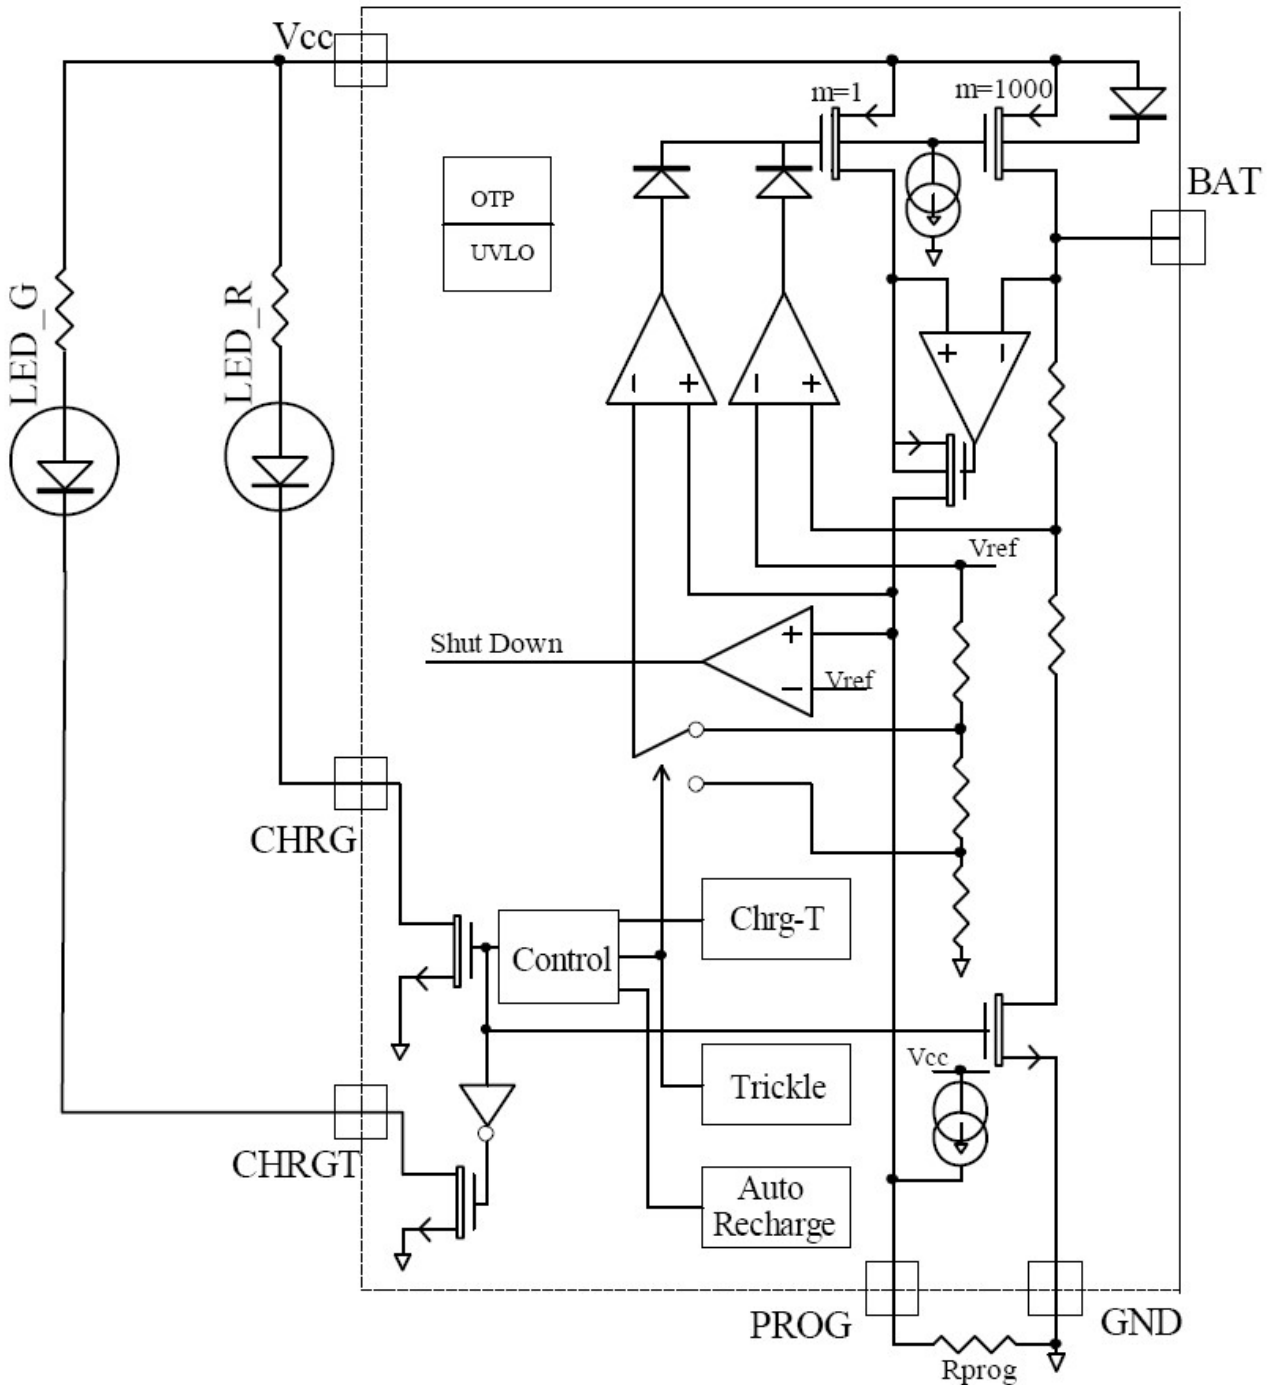 Vcc
m=1
m=1000
BAT
OTP
UVLO
LED_G
LED_R
+
−
−
+
−
+
Vref
Shut Down
+
−
Vref
CHRG
Chrg-T
Control
Vcc
Trickle
CHRGT
Auto
Recharge
PROG
GND
Rprog